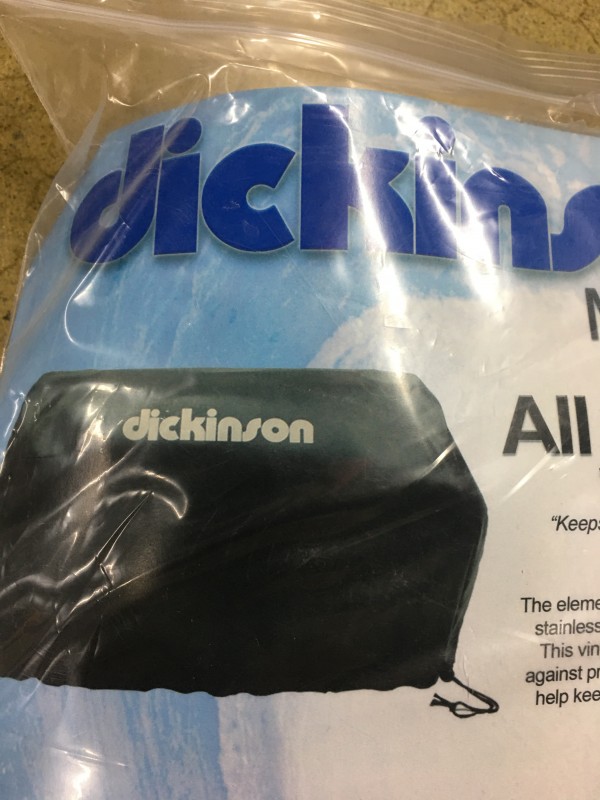 dickins
All
dickinson
"Keeps
The eleme
stainless
This vin
against pr
help kee